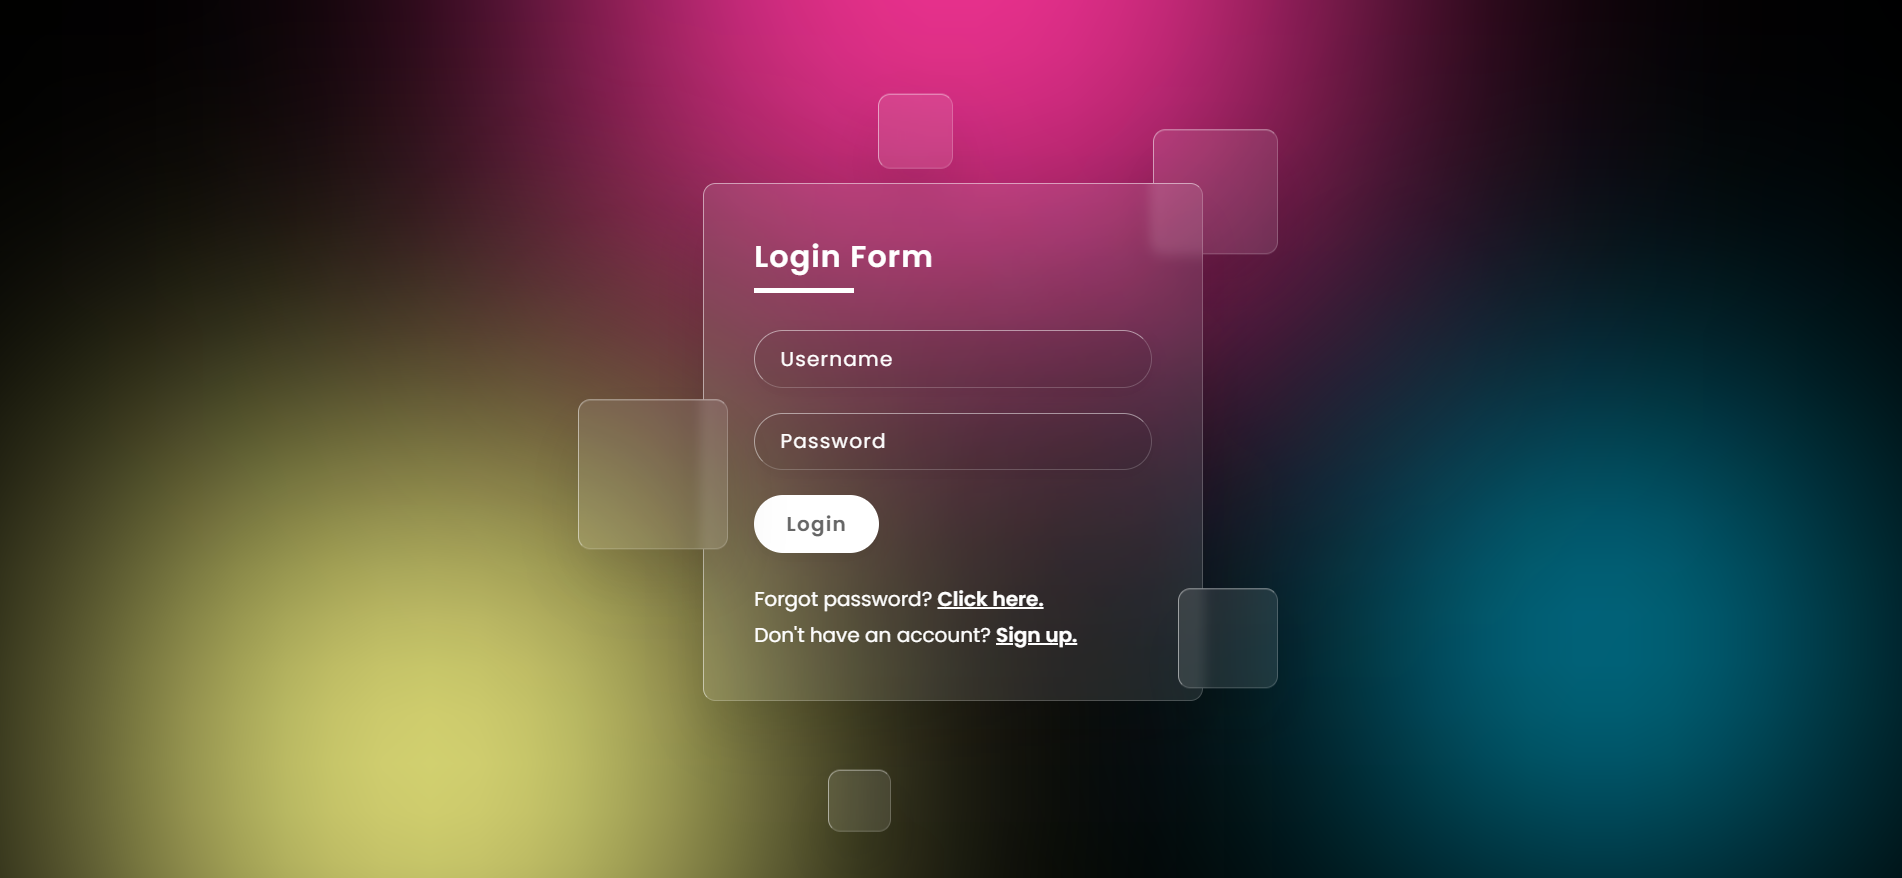 Login Form
Username
Password
Login
Forgot password? Click here.
Don't have an account? Sign up.